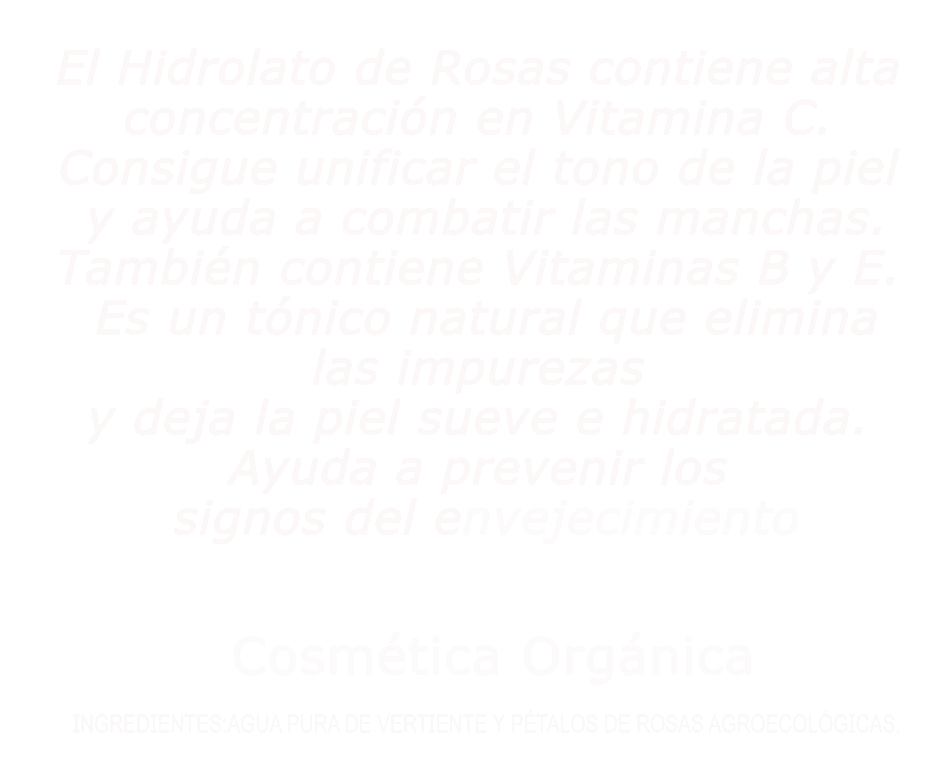 El Hidrolato de Rosas contiene alta
concentración en Vitamina C.
Consigue unificar el tono de la piel
y ayuda a combatir las manchas.
También contiene Vitaminas B y E.
Es un tónico natural que elimina
las impurezas
y deja la piel sueve e hidratada.
Ayuda a prevenir los
signos del envejecimiento
Cosmética Orgánica
INGREDIENTES:AGUA PURA DE VERTIENTE Y PÉTALOS DE ROSAS AGROECOLÓGICAS.